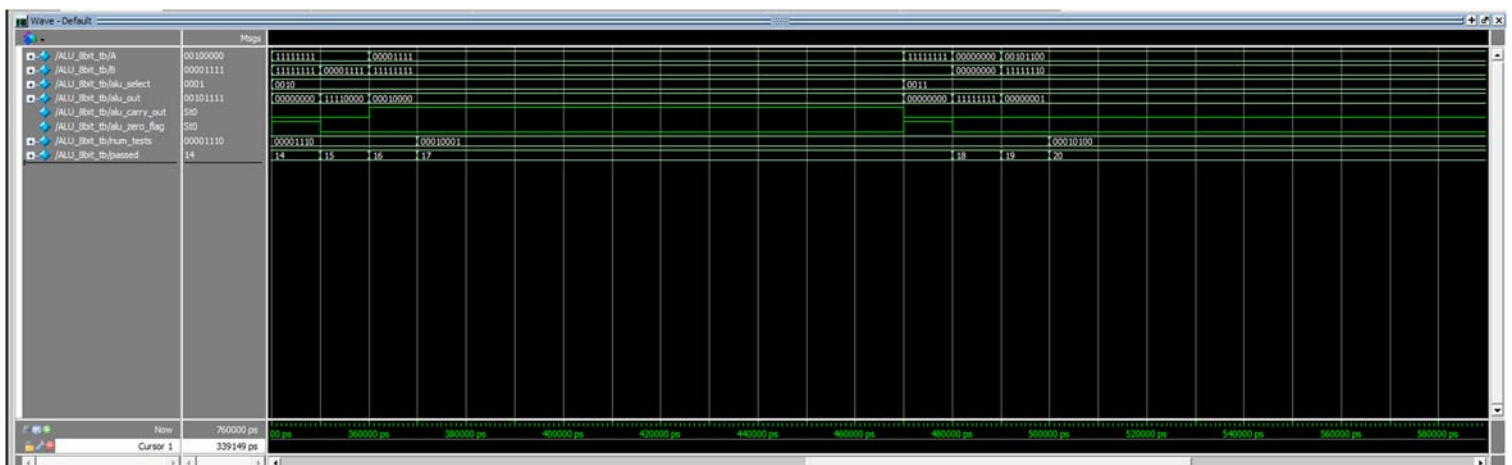 Wave - Default
Msgs
/ALU_8bit_tb/A 00100000 11111111 00001111 11111111 00000000 00101100
/ALU_8bit_tb/B 00001111 11111111 00001111 11111111 00000000 11111110
/ALU_8bit_tb/alu_select 0001 0010 0011
/ALU_8bit_tb/alu_out 00101111 00000000 11110000 00010000 00000000 11111111 00000001
/ALU_8bit_tb/alu_carry_out St0
/ALU_8bit_tb/alu_zero_flag St0
/ALU_8bit_tb/num_tests 00001110 00001110 00010001 00010100
/ALU_8bit_tb/passed 14 14 15 16 17 18 19 20
Now 760000 ps 00 ps 360000 ps 380000 ps 400000 ps 420000 ps 440000 ps 460000 ps 480000 ps 500000 ps 520000 ps 540000 ps 560000 ps 580000 ps
Cursor 1 339149 ps